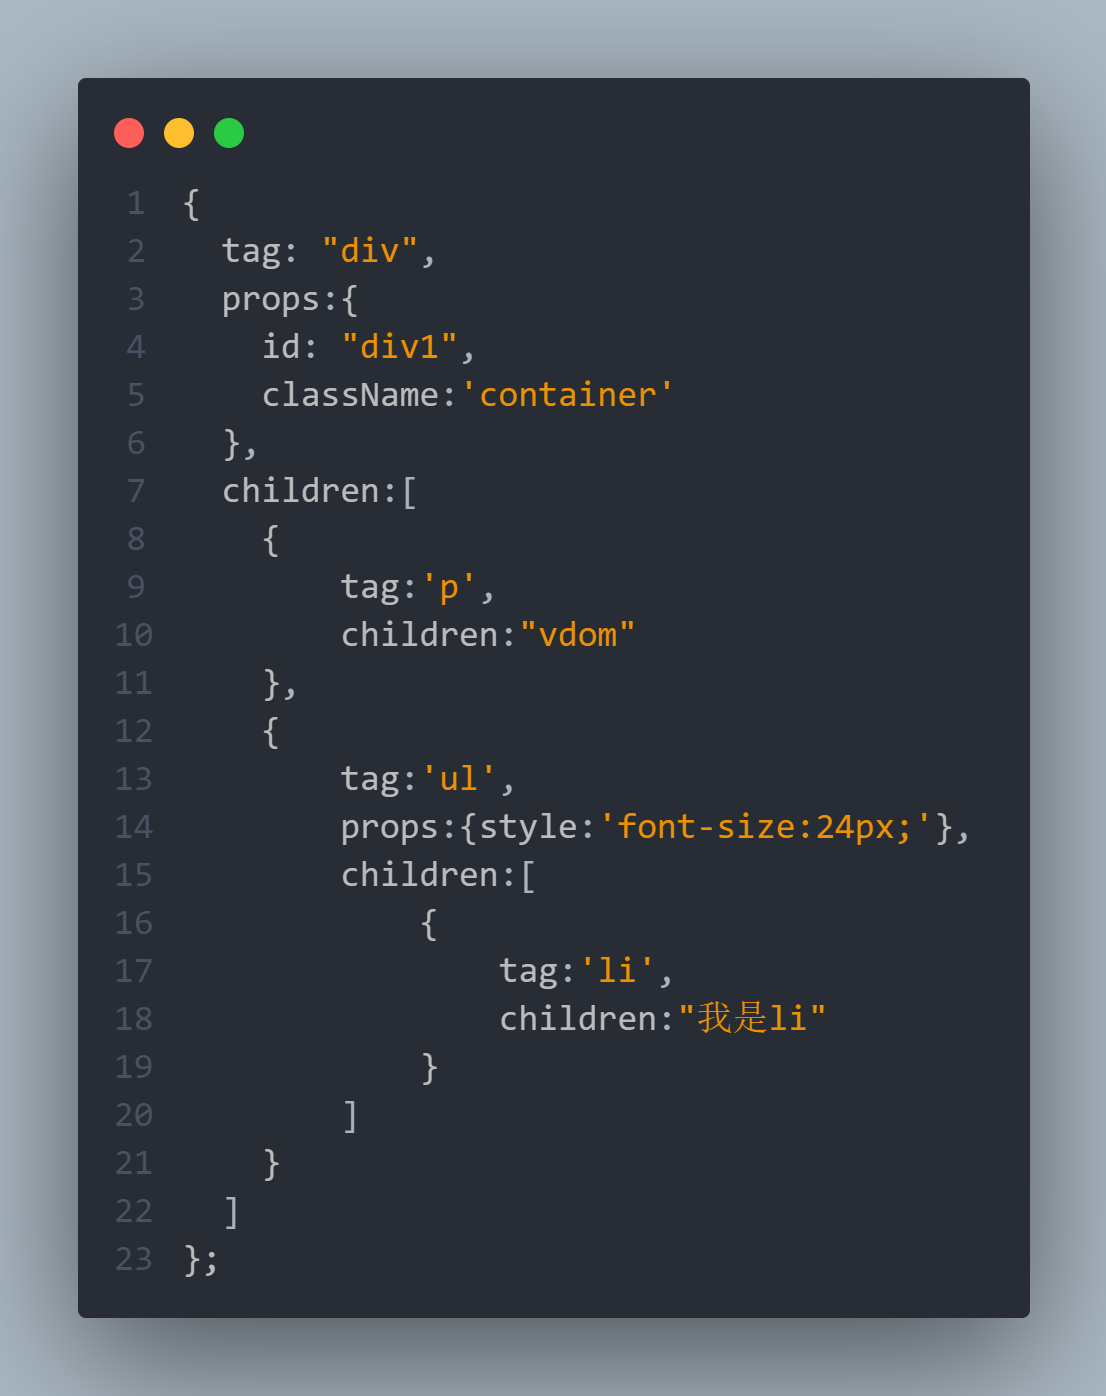 1 {
2   tag: "div",
3   props:{
4     id: "div1",
5     className:'container'
6   },
7   children:[
8     {
9         tag:'p',
10         children:"vdom"
11     },
12     {
13         tag:'ul',
14         props:{style:'font-size:24px;'},
15         children:[
16             {
17                 tag:'li',
18                 children:"我是li"
19             }
20         ]
21     }
22   ]
23 };